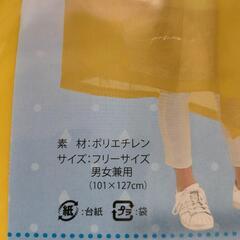 素 材：ポリエチレン
サイズ：フリーサイズ
男女兼用
(101×127cm)
紙：台紙 プラ：袋